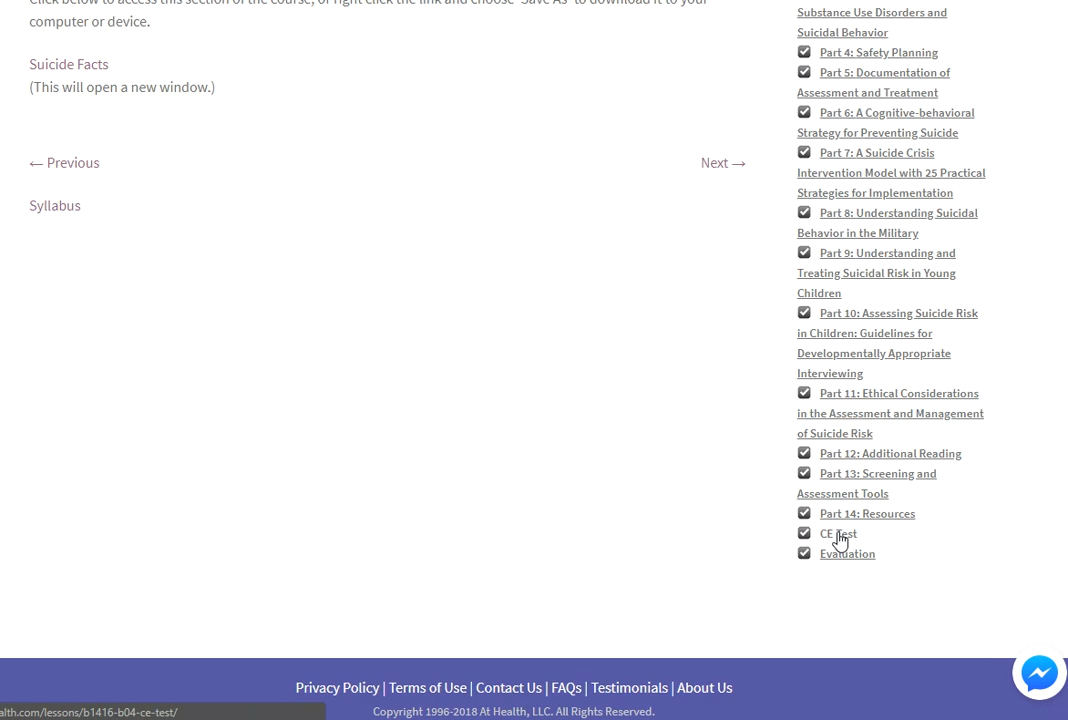 computer or device.
Suicide Facts
(This will open a new window.)
← Previous
Next →
Syllabus
Substance Use Disorders and
Suicidal Behavior
Part 4: Safety Planning
Part 5: Documentation of
Assessment and Treatment
Part 6: A Cognitive-behavioral
Strategy for Preventing Suicide
Part 7: A Suicide Crisis
Intervention Model with 25 Practical
Strategies for Implementation
Part 8: Understanding Suicidal
Behavior in the Military
Part 9: Understanding and
Treating Suicidal Risk in Young
Children
Part 10: Assessing Suicide Risk
in Children: Guidelines for
Developmentally Appropriate
Interviewing
Part 11: Ethical Considerations
in the Assessment and Management
of Suicide Risk
Part 12: Additional Reading
Part 13: Screening and
Assessment Tools
Part 14: Resources
CE Test
Evaluation
Privacy Policy | Terms of Use | Contact Us | FAQs | Testimonials | About Us
Copyright 1996-2018 At Health, LLC. All Rights Reserved.
alth.com/lessons/b1416-b04-ce-test/